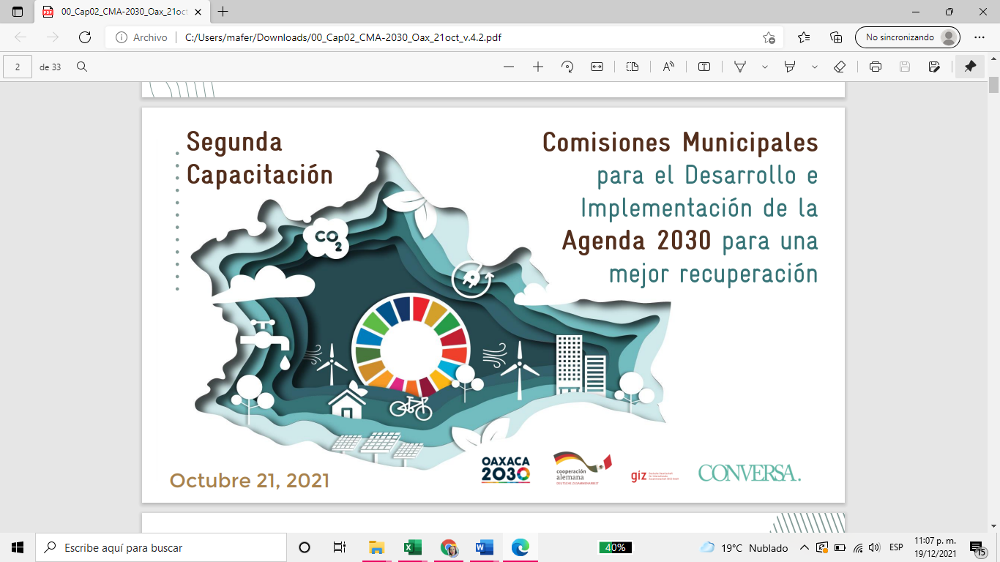 00_Cap02_CMA-2030_Oax_21oct
Archivo
C:/Users/mafer/Downloads/00_Cap02_CMA-2030_Oax_21oct_v.4.2.pdf
No sincronizando
2
de 33
Segunda
Capacitación
Comisiones Municipales
para el Desarrollo e
Implementación de la
Agenda 2030 para una
mejor recuperación
CO2
Octubre 21, 2021
OAXACA
2030
cooperación
alemana
DEUTSCHE ZUSAMMENARBEIT
giz
CONVERSA.
Escribe aquí para buscar
40%
19°C Nublado
ESP
11:07 p. m.
19/12/2021
15